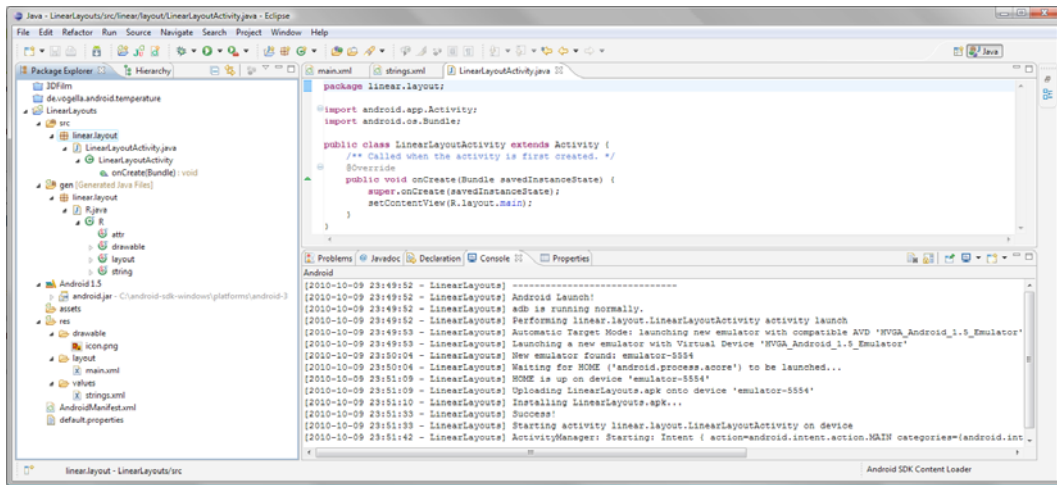 Java - LinearLayouts/src/linear/layout/LinearLayoutActivity.java - Eclipse
File Edit Refactor Run Source Navigate Search Project Window Help
Java
Package Explorer Hierarchy
3DFilm
de.vogella.android.temperature
LinearLayouts
src
linear.layout
LinearLayoutActivity.java
LinearLayoutActivity
onCreate(Bundle) : void
gen [Generated Java Files]
linear.layout
R.java
R
attr
drawable
layout
string
Android 1.5
android.jar - C:\android-sdk-windows\platforms\android-3
assets
res
drawable
icon.png
layout
main.xml
values
strings.xml
AndroidManifest.xml
default.properties
main.xml strings.xml LinearLayoutActivity.java
package linear.layout;
import android.app.Activity;
import android.os.Bundle;
public class LinearLayoutActivity extends Activity {
/** Called when the activity is first created. */
@Override
public void onCreate(Bundle savedInstanceState) {
super.onCreate(savedInstanceState);
setContentView(R.layout.main);
}
}
Problems Javadoc Declaration Console Properties
Android
[2010-10-09 23:49:52 - LinearLayouts] ------------------------------
[2010-10-09 23:49:52 - LinearLayouts] Android Launch!
[2010-10-09 23:49:52 - LinearLayouts] adb is running normally.
[2010-10-09 23:49:52 - LinearLayouts] Performing linear.layout.LinearLayoutActivity activity launch
[2010-10-09 23:49:53 - LinearLayouts] Automatic Target Mode: launching new emulator with compatible AVD 'HVGA_Android_1.5_Emulator'
[2010-10-09 23:49:53 - LinearLayouts] Launching a new emulator with Virtual Device 'HVGA_Android_1.5_Emulator'
[2010-10-09 23:50:04 - LinearLayouts] New emulator found: emulator-5554
[2010-10-09 23:50:04 - LinearLayouts] Waiting for HOME ('android.process.acore') to be launched...
[2010-10-09 23:51:09 - LinearLayouts] HOME is up on device 'emulator-5554'
[2010-10-09 23:51:09 - LinearLayouts] Uploading LinearLayouts.apk onto device 'emulator-5554'
[2010-10-09 23:51:10 - LinearLayouts] Installing LinearLayouts.apk...
[2010-10-09 23:51:33 - LinearLayouts] Success!
[2010-10-09 23:51:33 - LinearLayouts] Starting activity linear.layout.LinearLayoutActivity on device
[2010-10-09 23:51:42 - LinearLayouts] ActivityManager: Starting: Intent { action=android.intent.action.MAIN categories={android.int
linear.layout - LinearLayouts/src
Android SDK Content Loader